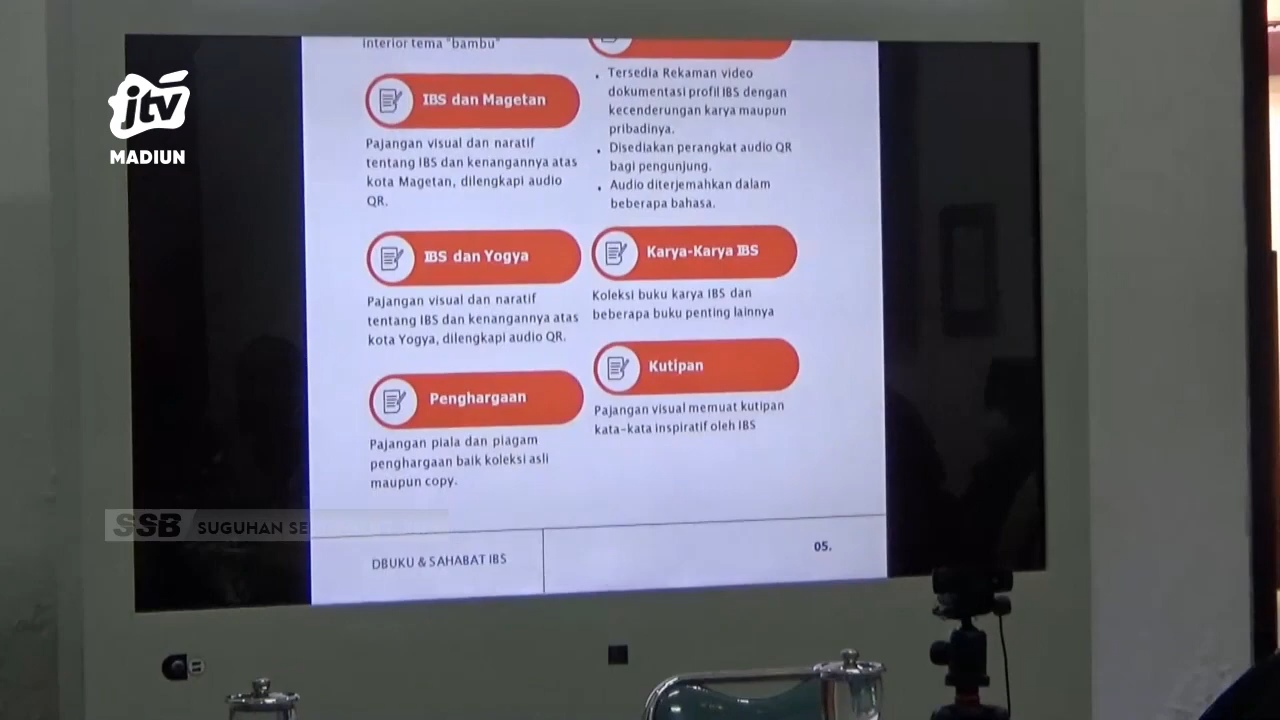 jtv
MADIUN
interior tema "bambu"
IBS dan Magetan
Pajangan visual dan naratif
tentang IBS dan kenangannya atas
kota Magetan, dilengkapi audio
QR.
IBS dan Yogya
Pajangan visual dan naratif
tentang IBS dan kenangannya atas
kota Yogya, dilengkapi audio QR.
Penghargaan
Pajangan piala dan piagam
penghargaan baik koleksi asli
maupun copy.
• Tersedia Rekaman video
dokumentasi profil IBS dengan
kecenderungan karya maupun
pribadinya.
• Disediakan perangkat audio QR
bagi pengunjung.
• Audio diterjemahkan dalam
beberapa bahasa.
Karya-Karya IBS
Koleksi buku karya IBS dan
beberapa buku penting lainnya
Kutipan
Pajangan visual memuat kutipan
kata-kata inspiratif oleh IBS
SSB SUGUHAN SE
DBUKU & SAHABAT IBS
05.